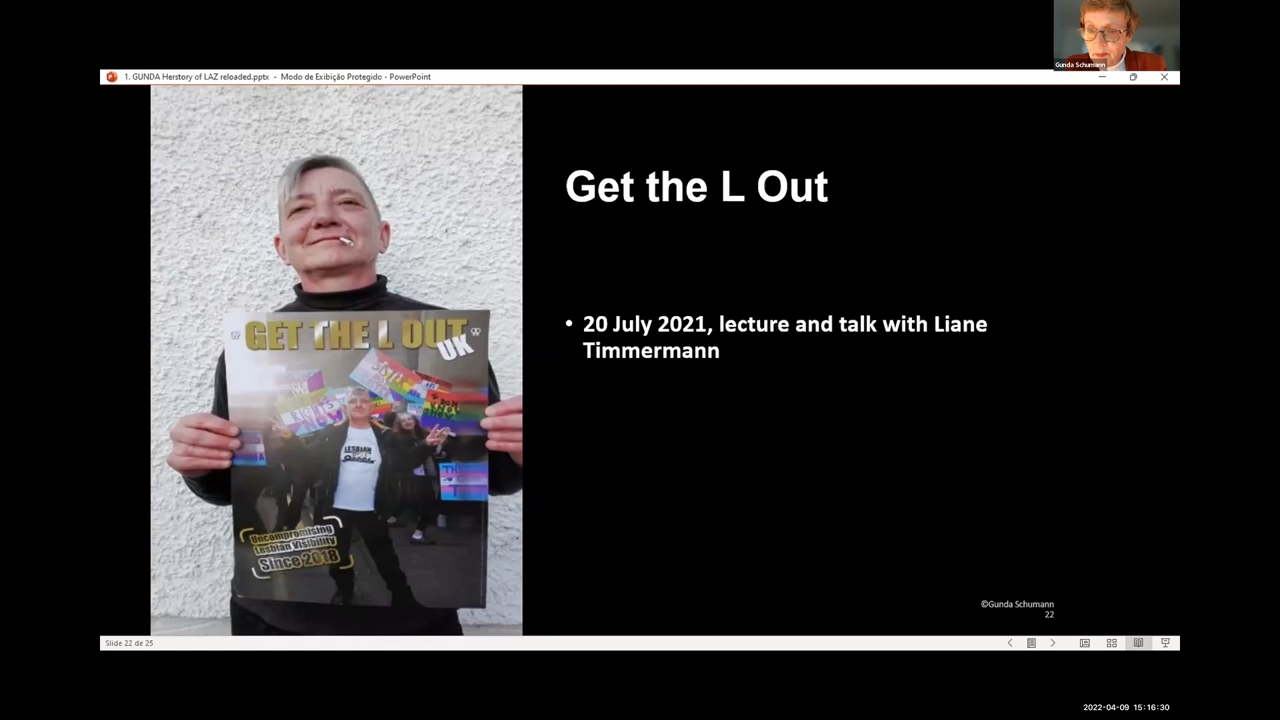 Gunda Schumann
1. GUNDA Herstory of LAZ reloaded.pptx - Modo de Exibição Protegido - PowerPoint
Get the L Out
• 20 July 2021, lecture and talk with Liane
Timmermann
GET THE L OUT
UK
RIGHTS
NOW
LESBIAN
Uncompromising
Lesbian Visibility
Since 2018
©Gunda Schumann
22
Slide 22 de 25
2022-04-09 15:16:30